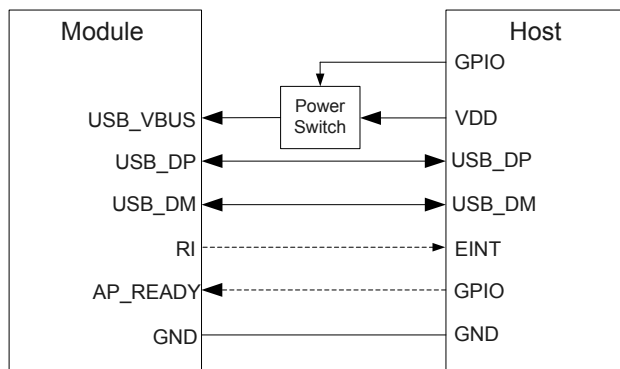 Module
Host
GPIO
Power
Switch
USB_VBUS
VDD
USB_DP
USB_DP
USB_DM
USB_DM
RI
EINT
AP_READY
GPIO
GND
GND